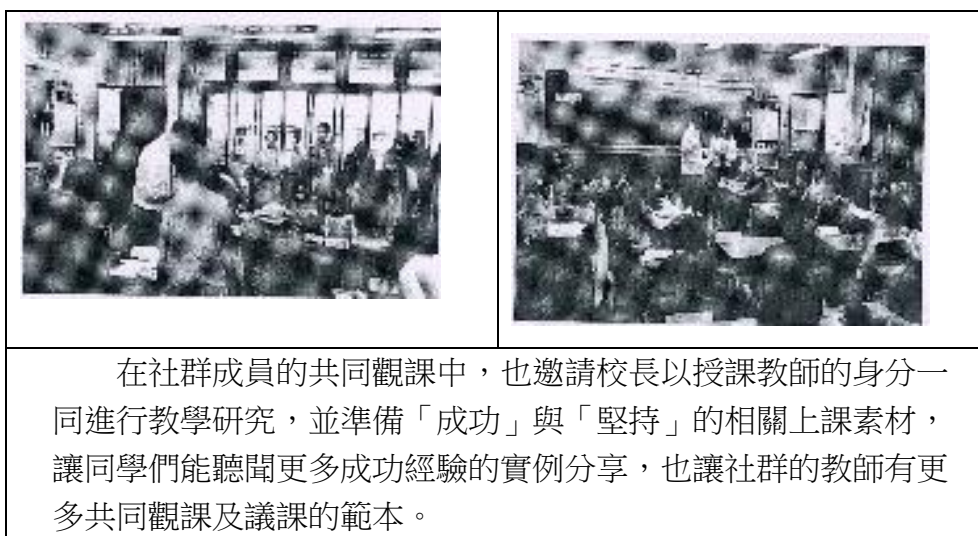 在社群成員的共同觀課中，也邀請校長以授課教師的身分一
同進行教學研究，並準備「成功」與「堅持」的相關上課素材，
讓同學們能聽聞更多成功經驗的實例分享，也讓社群的教師有更
多共同觀課及議課的範本。